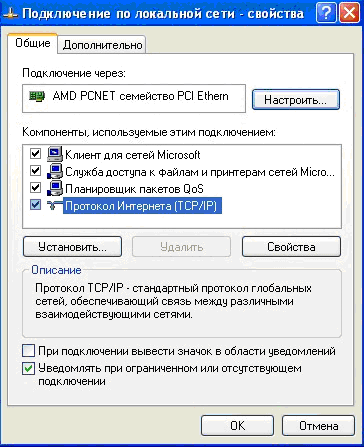 Подключение по локальной сети - свойства
Общие
Дополнительно
Подключение через:
AMD PCNET семейство PCI Ethern
Настроить...
Компоненты, используемые этим подключением:
Клиент для сетей Microsoft
Служба доступа к файлам и принтерам сетей Micro...
Планировщик пакетов QoS
Протокол Интернета (TCP/IP)
Установить...
Удалить
Свойства
Описание
Протокол TCP/IP - стандартный протокол глобальных
сетей, обеспечивающий связь между различными
взаимодействующими сетями.
При подключении вывести значок в области уведомлений
Уведомлять при ограниченном или отсутствующем
подключении
OK
Отмена